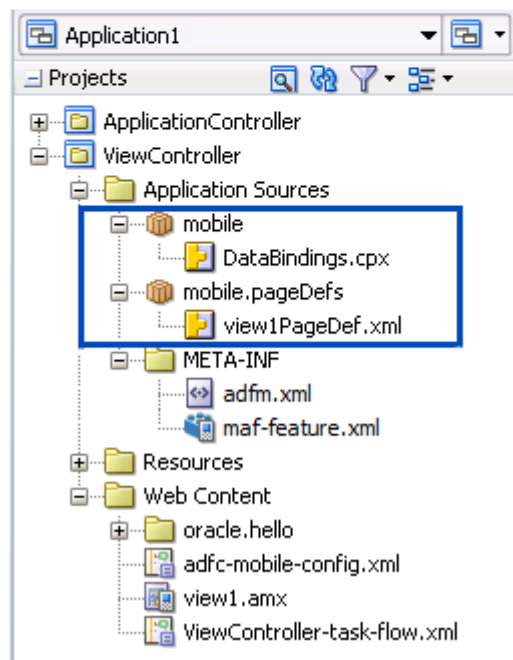 Application1
Projects
ApplicationController
ViewController
Application Sources
mobile
DataBindings.cpx
mobile.pageDefs
view1PageDef.xml
META-INF
adfm.xml
maf-feature.xml
Resources
Web Content
oracle.hello
adfc-mobile-config.xml
view1.amx
ViewController-task-flow.xml